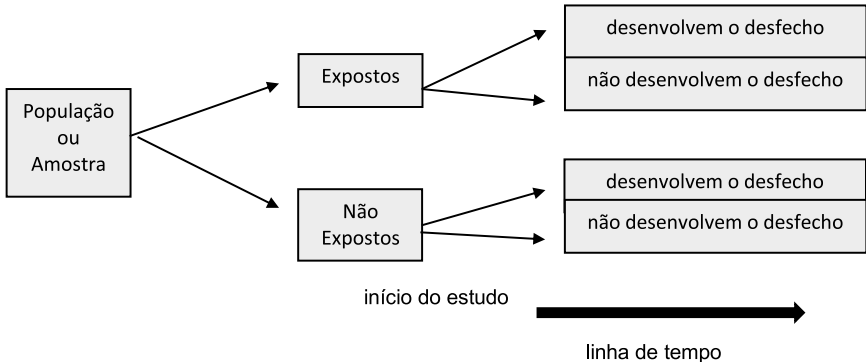 População
ou
Amostra
Expostos
desenvolvem o desfecho
não desenvolvem o desfecho
Não
Expostos
desenvolvem o desfecho
não desenvolvem o desfecho
início do estudo
linha de tempo